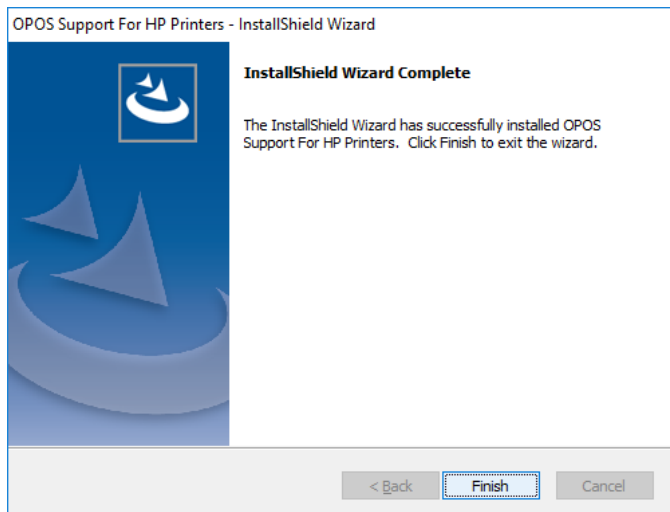 OPOS Support For HP Printers - InstallShield Wizard
InstallShield Wizard Complete
The InstallShield Wizard has successfully installed OPOS
Support For HP Printers. Click Finish to exit the wizard.
< Back
Finish
Cancel